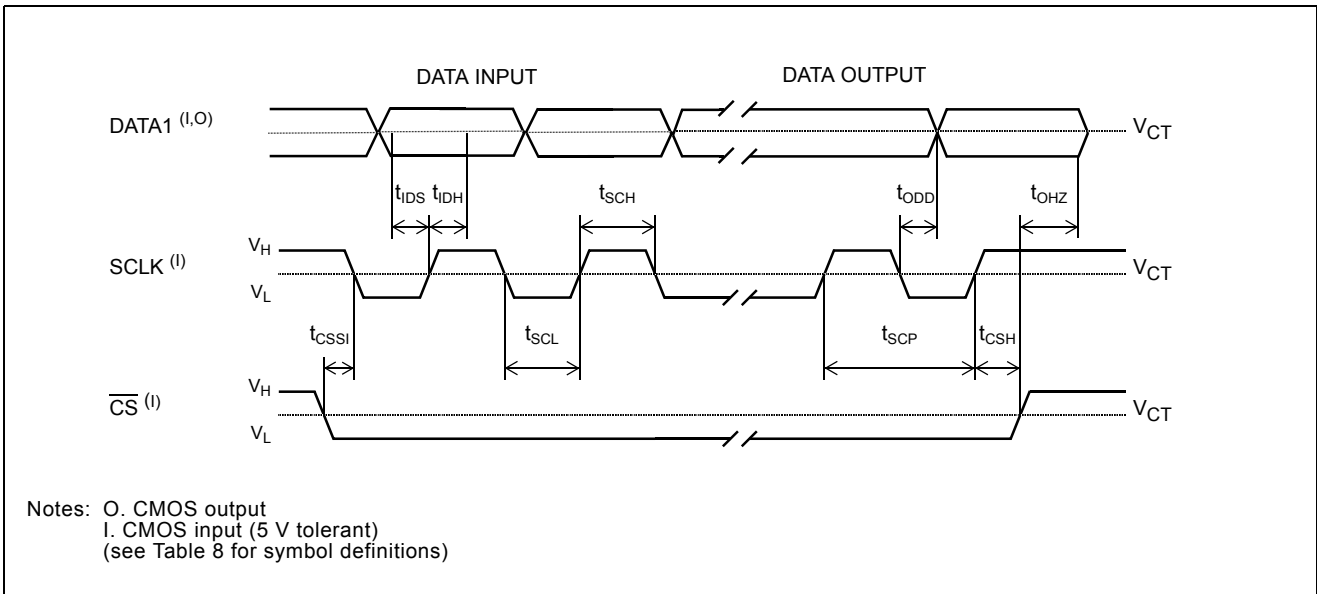 DATA INPUT DATA OUTPUT
DATA1 (I,O) VCT
tIDS tIDH tSCH tODD tOHZ
VH
SCLK (I) VCT
VL
tCSSI tSCL tSCP tCSH
VH
CS (I) VCT
VL
Notes: O. CMOS output
I. CMOS input (5 V tolerant)
(see Table 8 for symbol definitions)